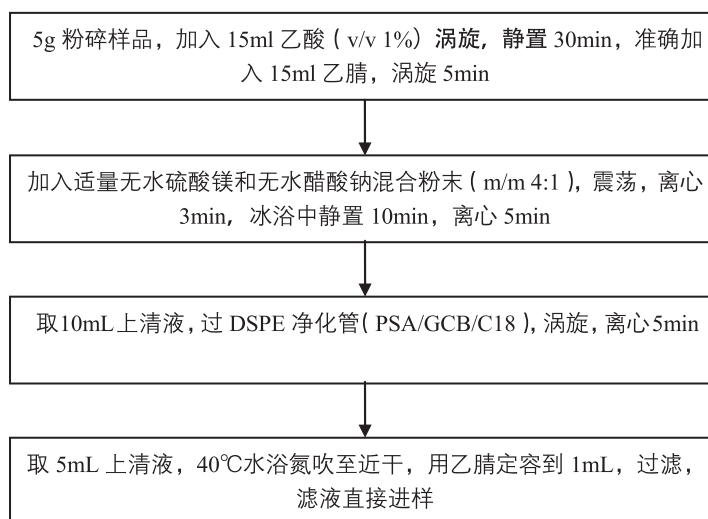 5g 粉碎样品，加入 15ml 乙酸（v/v 1%）涡旋，静置 30min，准确加
入 15ml 乙腈，涡旋 5min
加入适量无水硫酸镁和无水醋酸钠混合粉末（m/m 4:1），震荡，离心
3min，冰浴中静置 10min，离心 5min
取10mL上清液，过 DSPE 净化管（PSA/GCB/C18），涡旋，离心5min
取 5mL 上清液，40℃水浴氮吹至近干，用乙腈定容到 1mL，过滤，
滤液直接进样